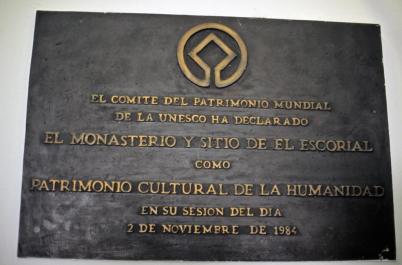 EL COMITE DEL PATRIMONIO MUNDIAL
DE LA UNESCO HA DECLARADO
EL MONASTERIO Y SITIO DE EL ESCORIAL
COMO
PATRIMONIO CULTURAL DE LA HUMANIDAD
EN SU SESION DEL DIA
2 DE NOVIEMBRE DE 1984